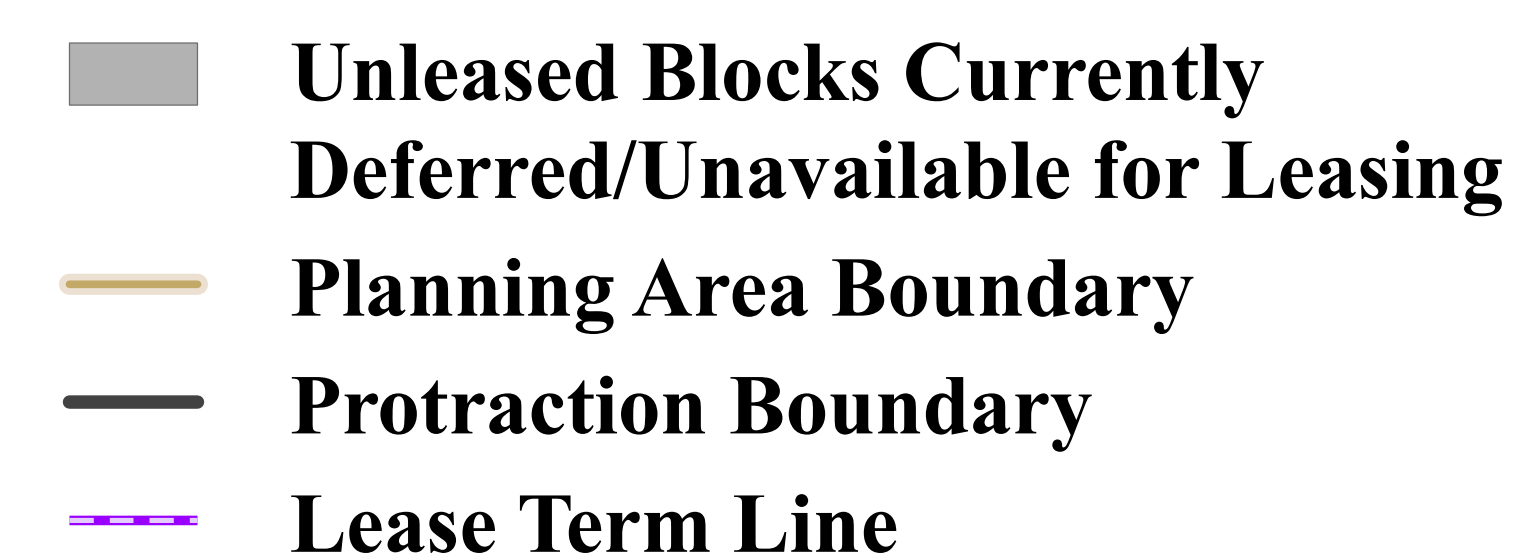 Unleased Blocks Currently
Deferred/Unavailable for Leasing
Planning Area Boundary
Protraction Boundary
Lease Term Line